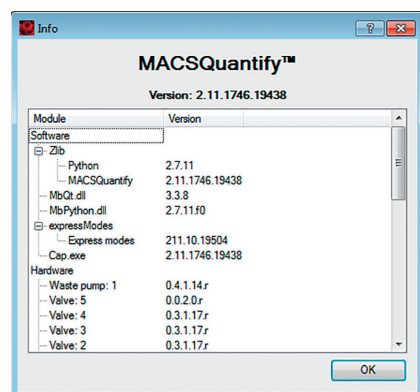 Info
MACSQuantify™
Version: 2.11.1746.19438
Module Version
Software
Zlib
Python 2.7.11
MACSQuantify 2.11.1746.19438
MbQt.dll 3.3.8
MbPython.dll 2.7.11.f0
expressModes
Express modes 211.10.19504
Cap.exe 2.11.1746.19438
Hardware
Waste pump: 1 0.4.1.14.r
Valve: 5 0.0.2.0.r
Valve: 4 0.3.1.17.r
Valve: 3 0.3.1.17.r
Valve: 2 0.3.1.17.r
OK